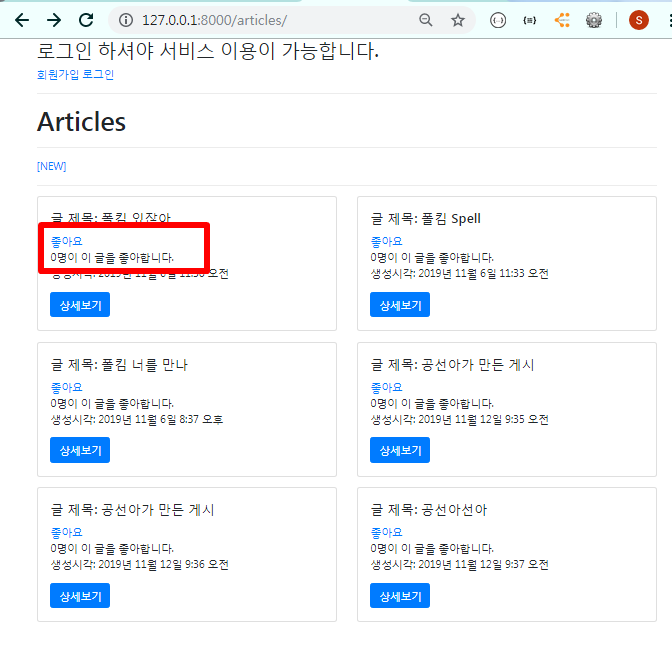 127.0.0.1:8000/articles/
S
로그인 하셔야 서비스 이용이 가능합니다.
회원가입 로그인
Articles
[NEW]
글 제목: 폴킴 있잖아
좋아요
0명이 이 글을 좋아합니다.
생성시각: 2019년 11월 6일 11:30 오전
상세보기
글 제목: 폴킴 Spell
좋아요
0명이 이 글을 좋아합니다.
생성시각: 2019년 11월 6일 11:33 오전
상세보기
글 제목: 폴킴 너를 만나
좋아요
0명이 이 글을 좋아합니다.
생성시각: 2019년 11월 6일 8:37 오후
상세보기
글 제목: 공선아가 만든 게시
좋아요
0명이 이 글을 좋아합니다.
생성시각: 2019년 11월 12일 9:35 오전
상세보기
글 제목: 공선아가 만든 게시
좋아요
0명이 이 글을 좋아합니다.
생성시각: 2019년 11월 12일 9:36 오전
상세보기
글 제목: 공선아선아
좋아요
0명이 이 글을 좋아합니다.
생성시각: 2019년 11월 12일 9:37 오전
상세보기